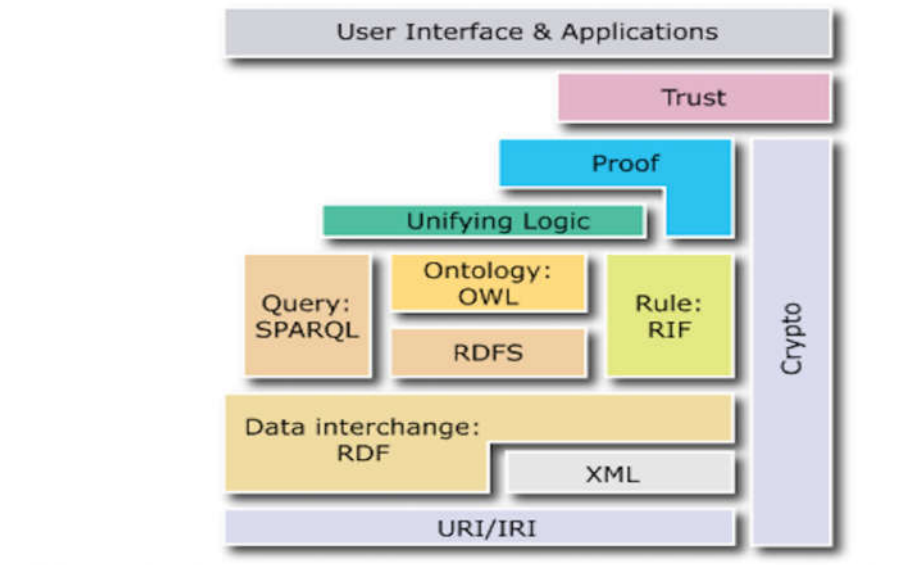 User Interface & Applications
Trust
Proof
Unifying Logic
Query:
SPARQL
Ontology:
OWL
RDFS
Rule:
RIF
Crypto
Data interchange:
RDF
XML
URI/IRI